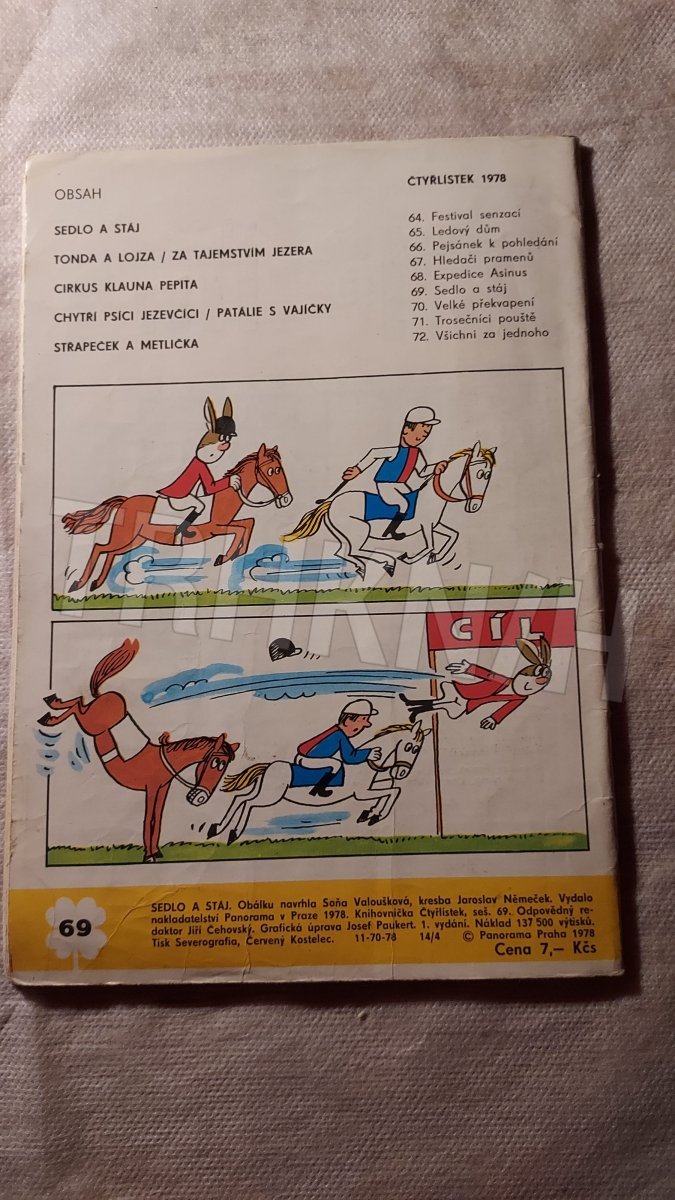 OBSAH
SEDLO A STÁJ
TONDA A LOJZA / ZA TAJEMSTVÍM JEZERA
CIRKUS KLAUNA PEPITA
CHYTŘÍ PSÍCI JEZEVČÍCI / PATÁLIE S VAJÍČKY
STRAPEČEK A METLIČKA
ČTYŘLÍSTEK 1978
64. Festival senzací
65. Ledový dům
66. Pejsánek k pohledání
67. Hledači pramenů
68. Expedice Asinus
69. Sedlo a stáj
70. Velké překvapení
71. Trosečníci pouště
72. Všichni za jednoho
CÍL
69
SEDLO A STÁJ. Obálku navrhla Soňa Valoušková, kresba Jaroslav Němeček. Vydalo
nakladatelství Panorama v Praze 1978. Knihovnička Čtyřlístek, seš. 69. Odpovědný re-
daktor Jiří Čehovský. Grafická úprava Josef Paukert. 1. vydání. Náklad 137 500 výtisků.
Tisk Severografia, Červený Kostelec. 11-70-78 14/4 © Panorama Praha 1978
Cena 7,– Kčs